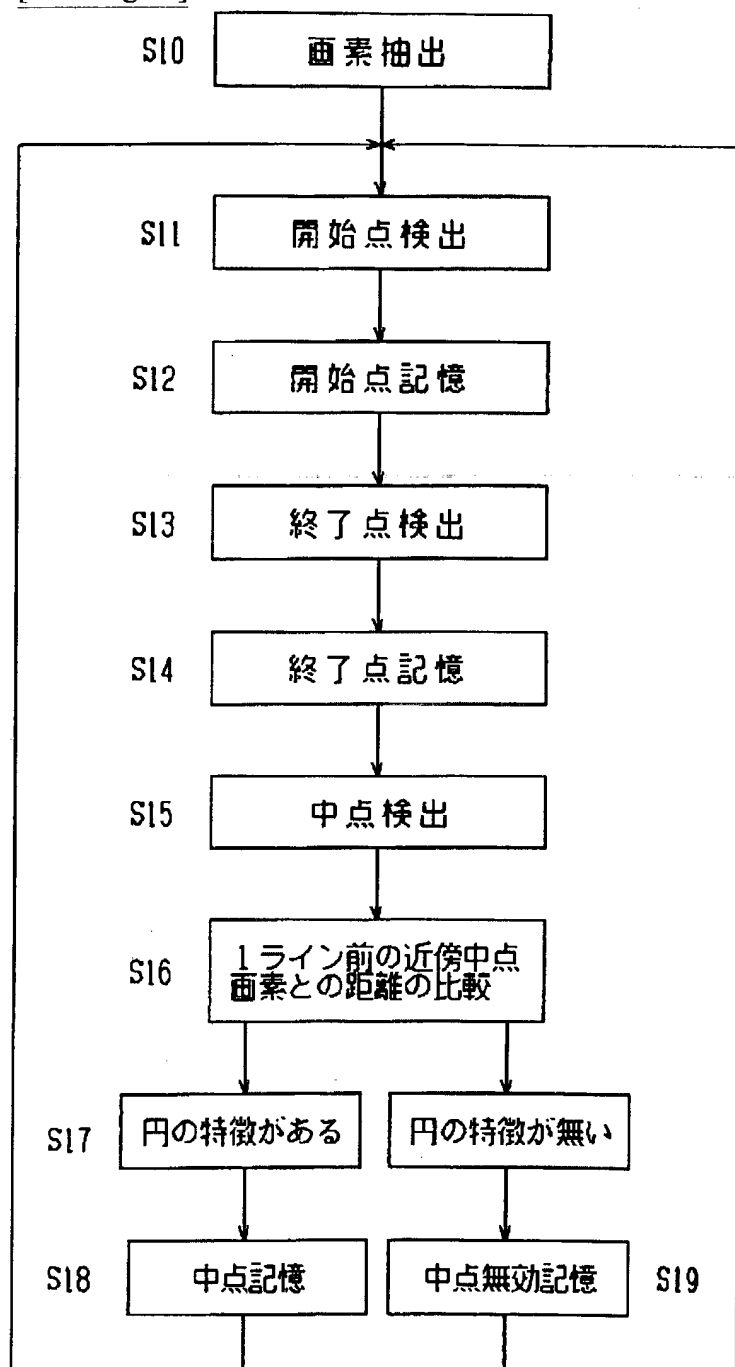 S10 画素抽出
S11 開始点検出
S12 開始点記憶
S13 終了点検出
S14 終了点記憶
S15 中点検出
S16 1ライン前の近傍中点
画素との距離の比較
S17 円の特徴がある 円の特徴が無い
S18 中点記憶 中点無効記憶 S19